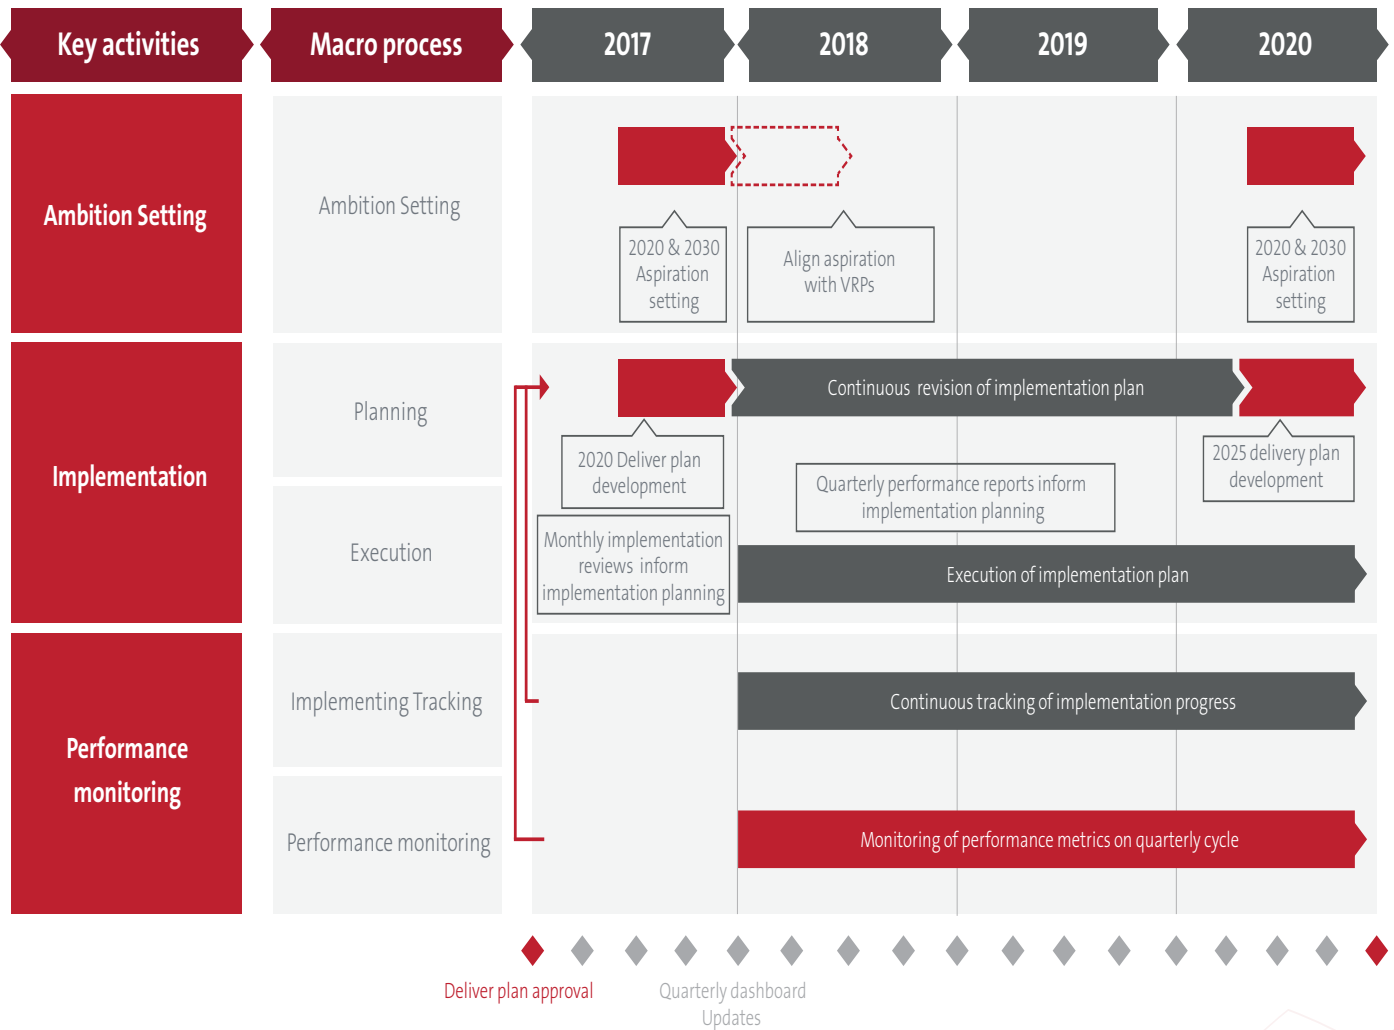 Key activities
Macro process
2017
2018
2019
2020
Ambition Setting
Ambition Setting
2020 & 2030
Aspiration
setting
Align aspiration
with VRPs
2020 & 2030
Aspiration
setting
Implementation
Planning
Continuous revision of implementation plan
2020 Deliver plan
development
2025 delivery plan
development
Quarterly performance reports inform
implementation planning
Execution
Monthly implementation
reviews inform
implementation planning
Execution of implementation plan
Performance
monitoring
Implementing Tracking
Continuous tracking of implementation progress
Performance monitoring
Monitoring of performance metrics on quarterly cycle
Deliver plan approval
Quarterly dashboard
Updates